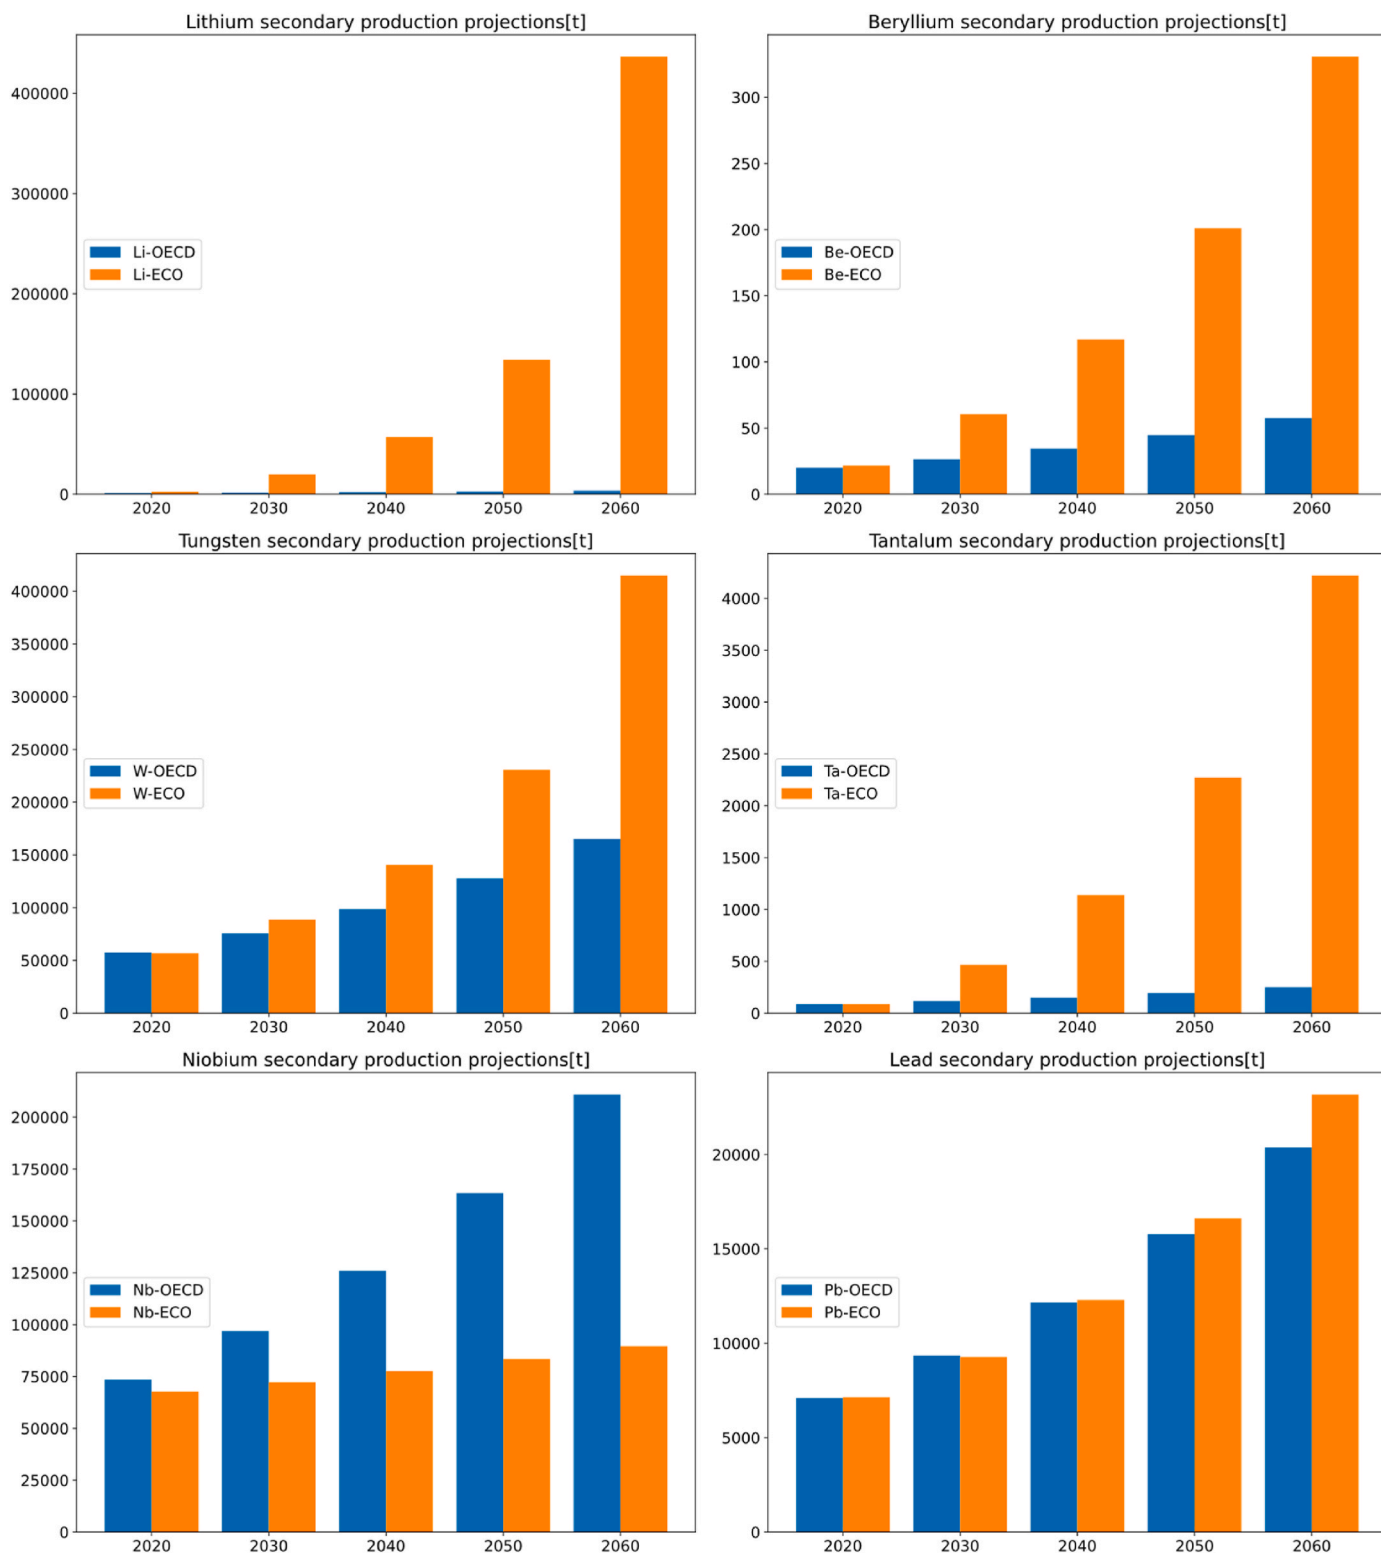 Lithium secondary production projections[t]
400000
300000
200000
100000
0
Li-OECD
Li-ECO
2020 2030 2040 2050 2060
Beryllium secondary production projections[t]
300
250
200
150
100
50
0
Be-OECD
Be-ECO
2020 2030 2040 2050 2060
Tungsten secondary production projections[t]
400000
350000
300000
250000
200000
150000
100000
50000
0
W-OECD
W-ECO
2020 2030 2040 2050 2060
Tantalum secondary production projections[t]
4000
3500
3000
2500
2000
1500
1000
500
0
Ta-OECD
Ta-ECO
2020 2030 2040 2050 2060
Niobium secondary production projections[t]
200000
175000
150000
125000
100000
75000
50000
25000
0
Nb-OECD
Nb-ECO
2020 2030 2040 2050 2060
Lead secondary production projections[t]
20000
15000
10000
5000
0
Pb-OECD
Pb-ECO
2020 2030 2040 2050 2060